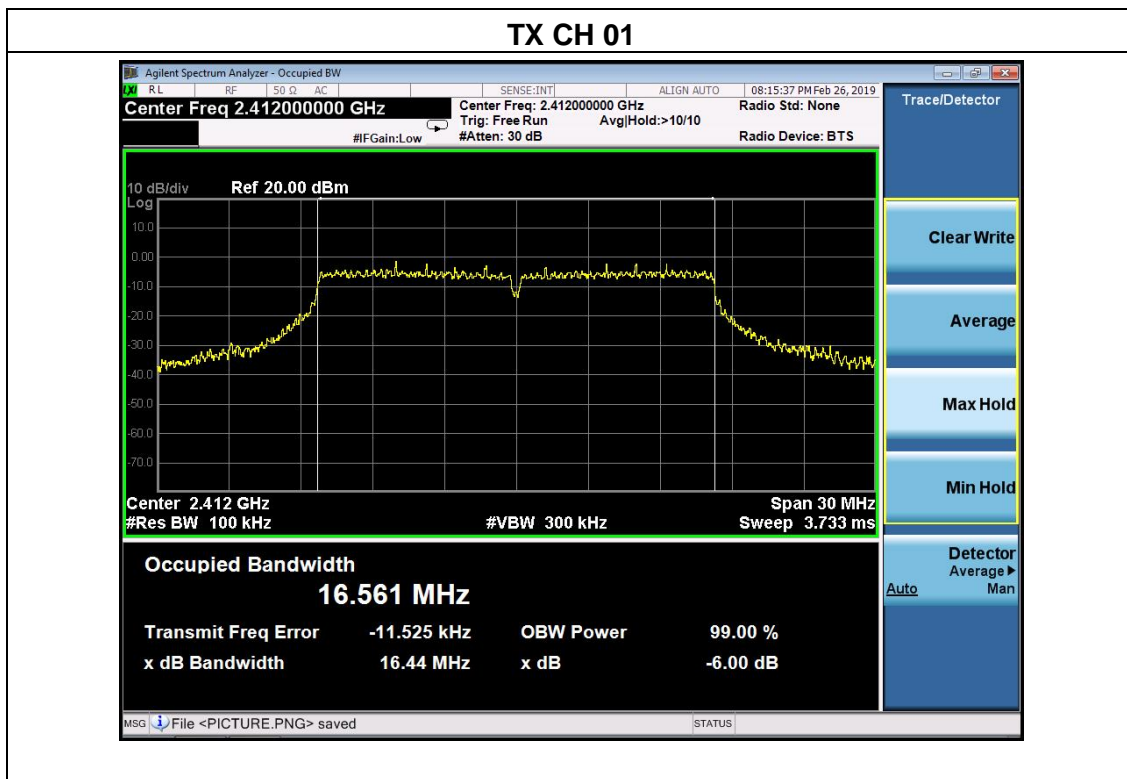 TX CH 01
Agilent Spectrum Analyzer - Occupied BW
LXI RL RF 50 Ω AC SENSE:INT ALIGN AUTO 08:15:37 PM Feb 26, 2019
Center Freq 2.412000000 GHz Center Freq: 2.412000000 GHz Radio Std: None
Trig: Free Run Avg|Hold:>10/10
#IFGain:Low #Atten: 30 dB Radio Device: BTS
10 dB/div Ref 20.00 dBm
Log
10.0
0.00
-10.0
-20.0
-30.0
-40.0
-50.0
-60.0
-70.0
Center 2.412 GHz Span 30 MHz
#Res BW 100 kHz #VBW 300 kHz Sweep 3.733 ms
Occupied Bandwidth
16.561 MHz
Transmit Freq Error -11.525 kHz OBW Power 99.00 %
x dB Bandwidth 16.44 MHz x dB -6.00 dB
Trace/Detector
Clear Write
Average
Max Hold
Min Hold
Detector
Average
Auto Man
MSG File <PICTURE.PNG> saved STATUS